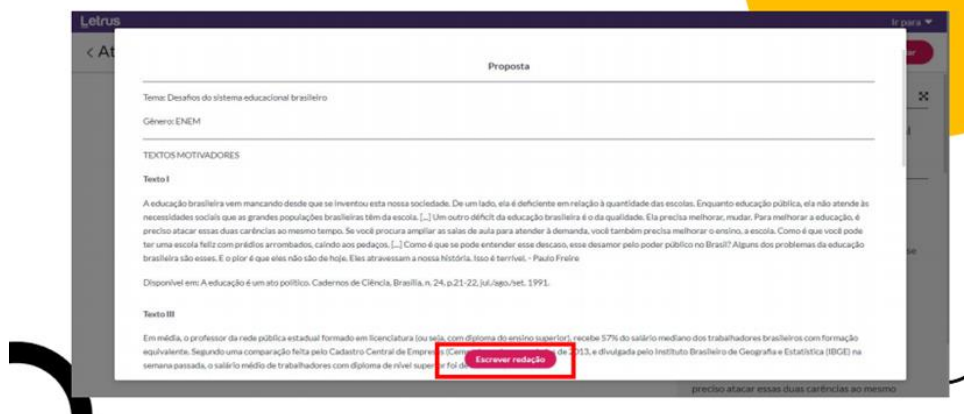 Letrus
Ir para
< At
ar
Proposta
Tema: Desafios do sistema educacional brasileiro
Gênero: ENEM
TEXTOS MOTIVADORES
Texto I
A educação brasileira vem mancando desde que se inventou esta nossa sociedade. De um lado, ela é deficiente em relação à quantidade das escolas. Enquanto educação pública, ela não atende às
necessidades sociais que as grandes populações brasileiras têm da escola. [...] Um outro déficit da educação brasileira é o da qualidade. Ela precisa melhorar, mudar. Para melhorar a educação, é
preciso atacar essas duas carências ao mesmo tempo. Se você procura ampliar as salas de aula para atender à demanda, você também precisa melhorar o ensino, a escola. Como é que você pode
ter uma escola feliz com prédios arrombados, caindo aos pedaços. [...] Como é que se pode entender esse descaso, esse desamor pelo poder público no Brasil? Alguns dos problemas da educação
brasileira são esses. E o pior é que eles não são de hoje. Eles atravessam a nossa história. Isso é terrível. - Paulo Freire
Disponível em: A educação é um ato político. Cadernos de Ciência, Brasília, n. 24, p.21-22, jul./ago./set. 1991.
Texto III
Em média, o professor da rede pública estadual formado em licenciatura (ou seja, com diploma do ensino superior), recebe 57% do salário mediano dos trabalhadores brasileiros com formação
equivalente. Segundo uma comparação feita pelo Cadastro Central de Empresas de 2013, e divulgada pelo Instituto Brasileiro de Geografia e Estatística (IBGE) na
semana passada, o salário médio de trabalhadores com diploma de nível superior foi de
Escrever redação
se
preciso atacar essas duas carências ao mesmo